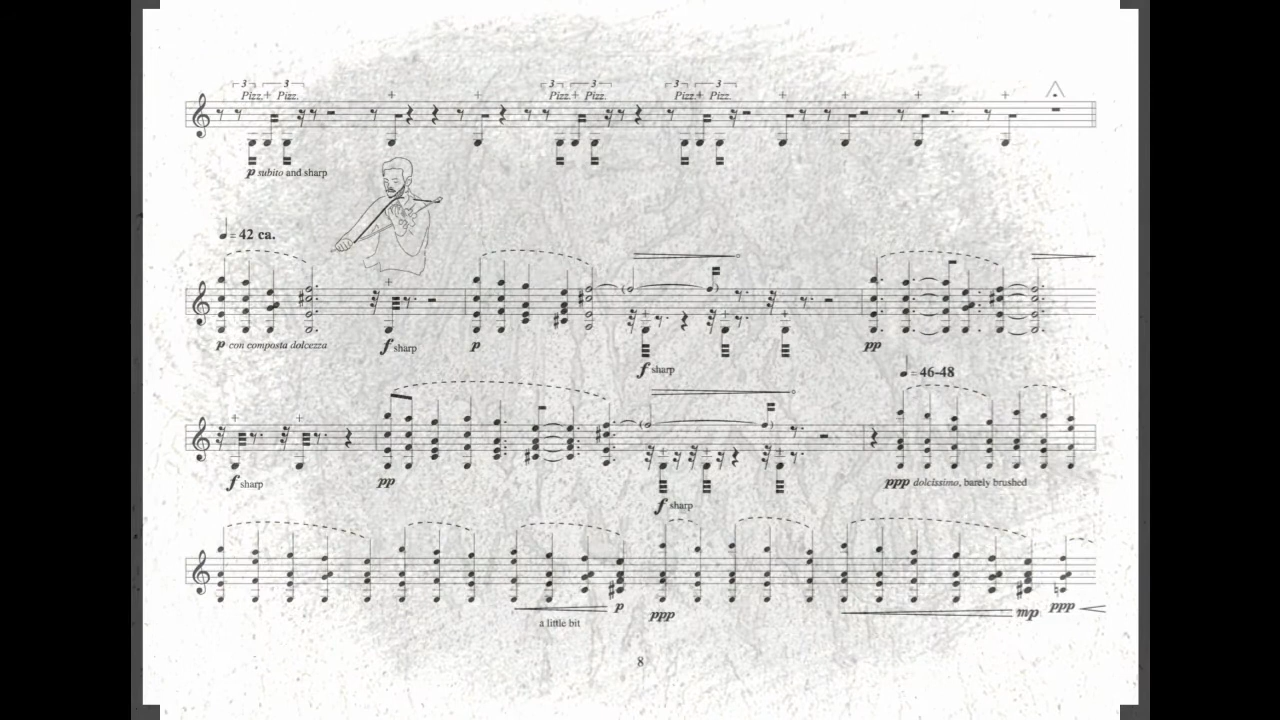 3 3 3 3 3 3
Pizz. + Pizz. + + Pizz. + Pizz. Pizz. + Pizz. + + + +
p subito and sharp
= 42 ca.
+
p con composta dolcezza f sharp p pp
f sharp
= 46-48
+ +
f sharp pp ppp dolcissimo, barely brushed
f sharp
p ppp mp ppp
a little bit
8